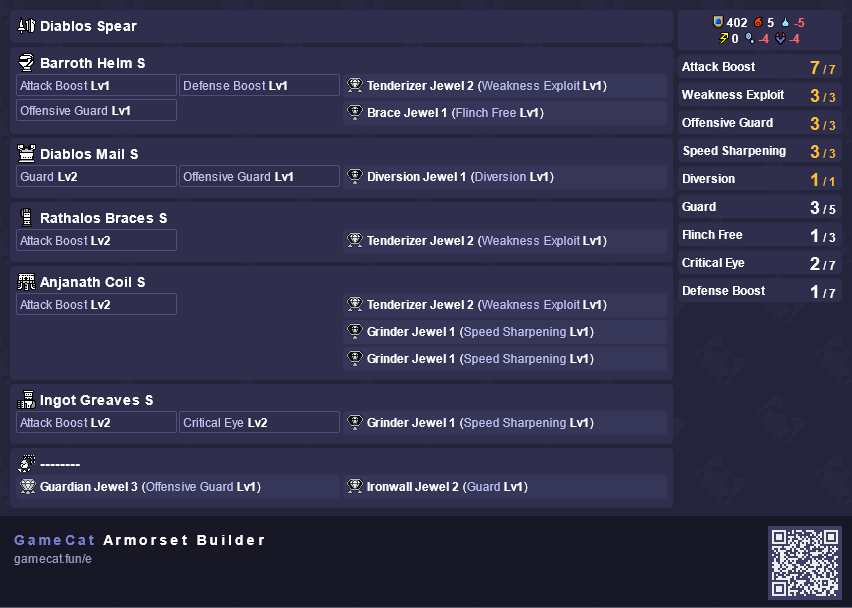 Diablos Spear
Barroth Helm S
Attack Boost Lv1 Defense Boost Lv1 Tenderizer Jewel 2 (Weakness Exploit Lv1)
Offensive Guard Lv1 Brace Jewel 1 (Flinch Free Lv1)
Diablos Mail S
Guard Lv2 Offensive Guard Lv1 Diversion Jewel 1 (Diversion Lv1)
Rathalos Braces S
Attack Boost Lv2 Tenderizer Jewel 2 (Weakness Exploit Lv1)
Anjanath Coil S
Attack Boost Lv2 Tenderizer Jewel 2 (Weakness Exploit Lv1)
Grinder Jewel 1 (Speed Sharpening Lv1)
Grinder Jewel 1 (Speed Sharpening Lv1)
Ingot Greaves S
Attack Boost Lv2 Critical Eye Lv2 Grinder Jewel 1 (Speed Sharpening Lv1)
--------
Guardian Jewel 3 (Offensive Guard Lv1) Ironwall Jewel 2 (Guard Lv1)
402 5 -5
0 -4 -4
Attack Boost 7 / 7
Weakness Exploit 3 / 3
Offensive Guard 3 / 3
Speed Sharpening 3 / 3
Diversion 1 / 1
Guard 3 / 5
Flinch Free 1 / 3
Critical Eye 2 / 7
Defense Boost 1 / 7
GameCat Armorset Builder
gamecat.fun/e